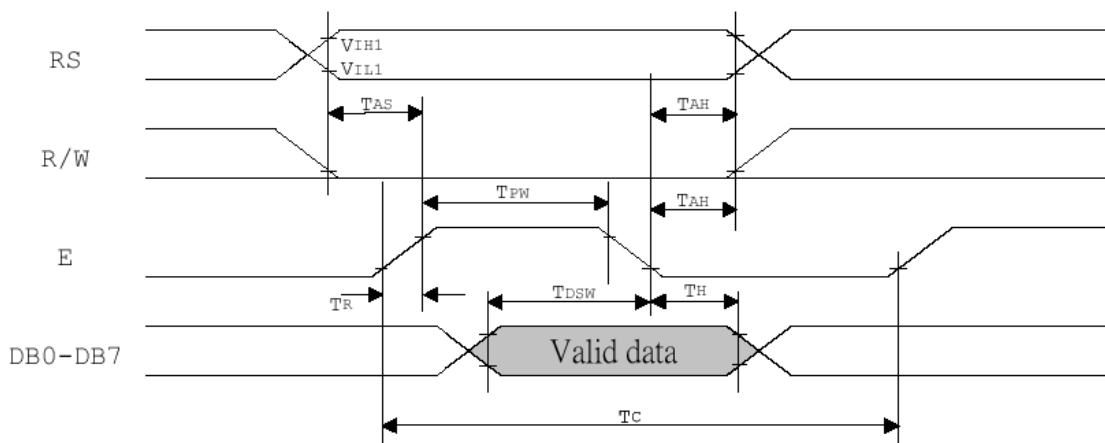 RS
VIH1
VIL1
TAS
TAH
R/W
TPW
TAH
E
TR
TDSW
TH
DB0-DB7
Valid data
TC